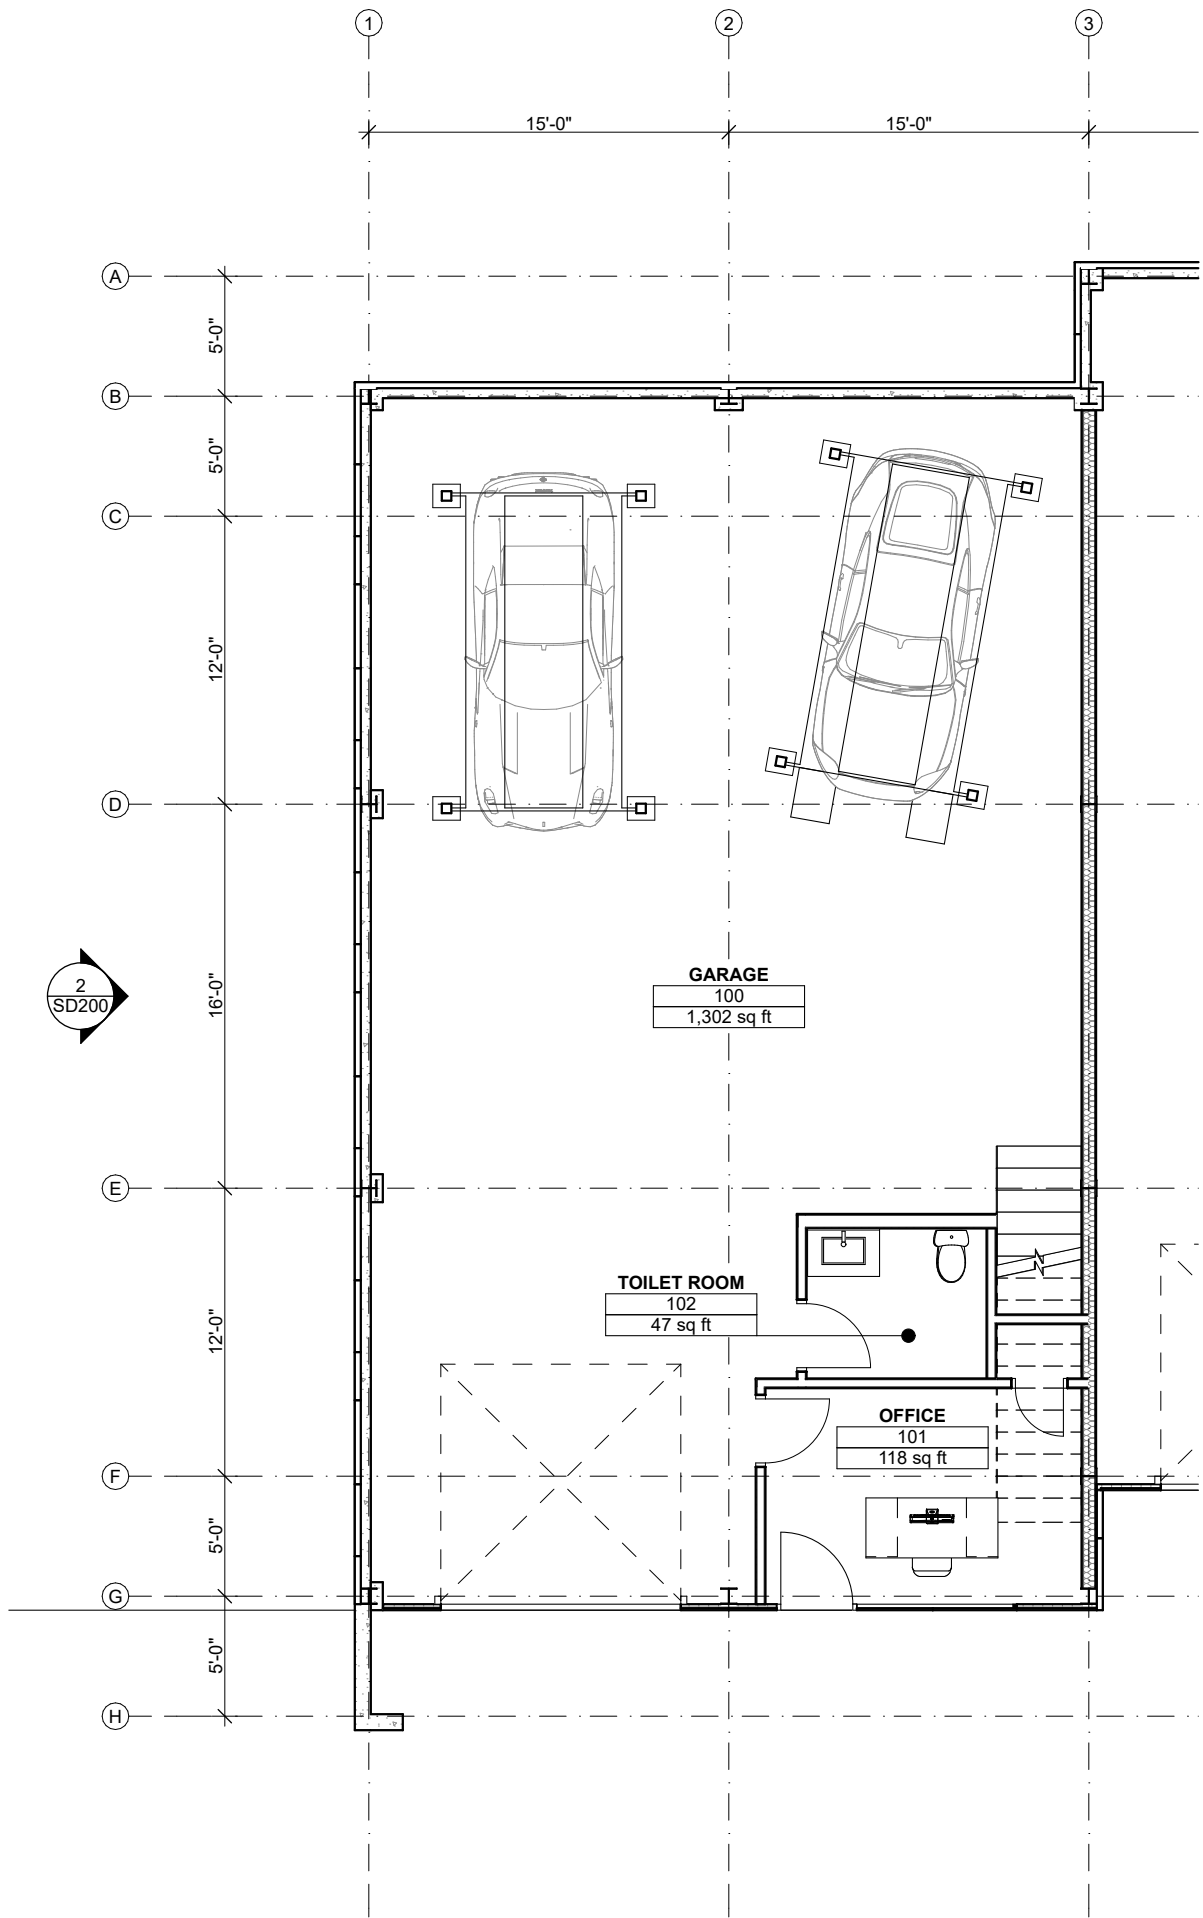 1
2
3
15'-0"
15'-0"
A
5'-0"
B
5'-0"
C
12'-0"
D
GARAGE
100
1,302 sq ft
2
SD200
16'-0"
E
TOILET ROOM
102
47 sq ft
12'-0"
OFFICE
101
118 sq ft
F
5'-0"
G
5'-0"
H